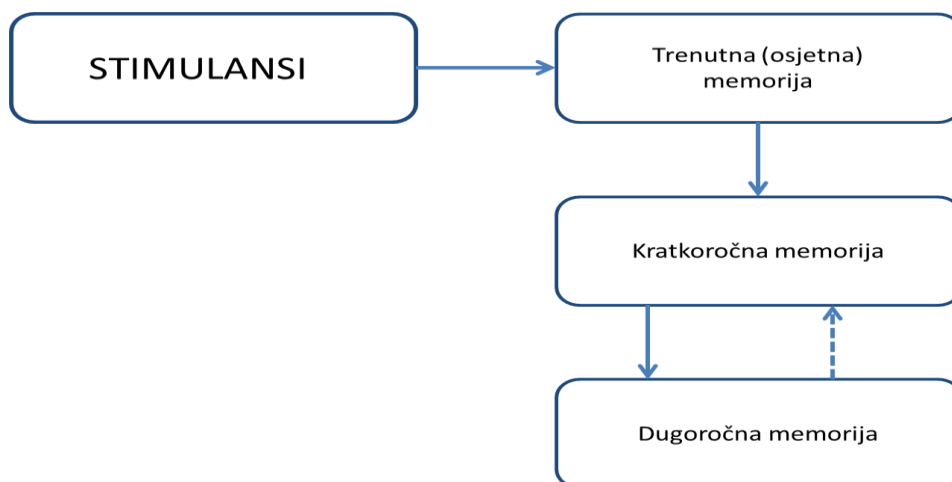 STIMULANSI
Trenutna (osjetna)
memorija
Kratkoročna memorija
Dugoročna memorija